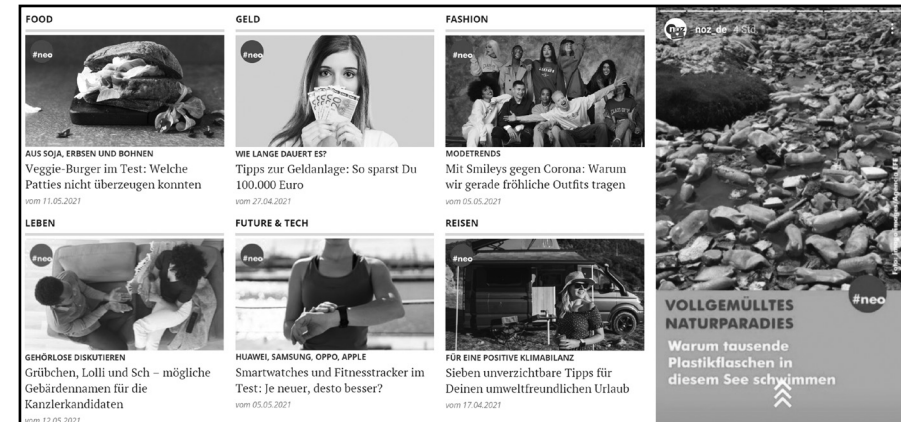 FOOD
#neo
AUS SOJA, ERBSEN UND BOHNEN
Veggie-Burger im Test: Welche
Patties nicht überzeugen konnten
vom 11.05.2021
GELD
#neo
WIE LANGE DAUERT ES?
Tipps zur Geldanlage: So sparst Du
100.000 Euro
vom 27.04.2021
FASHION
#neo
MODETRENDS
Mit Smileys gegen Corona: Warum
wir gerade fröhliche Outfits tragen
vom 05.05.2021
LEBEN
#neo
GEHÖRLOSE DISKUTIEREN
Grübchen, Lolli und Sch – mögliche
Gebärdennamen für die
Kanzlerkandidaten
vom 12.05.2021
FUTURE & TECH
#neo
HUAWEI, SAMSUNG, OPPO, APPLE
Smartwatches und Fitnesstracker im
Test: Je neuer, desto besser?
vom 05.05.2021
REISEN
#neo
FÜR EINE POSITIVE KLIMABILANZ
Sieben unverzichtbare Tipps für
Deinen umweltfreundlichen Urlaub
vom 17.04.2021
noz
noz_de 4 Std.
#neo
VOLLGEMÜLLTES
NATURPARADIES
Warum tausende
Plastikflaschen in
diesem See schwimmen